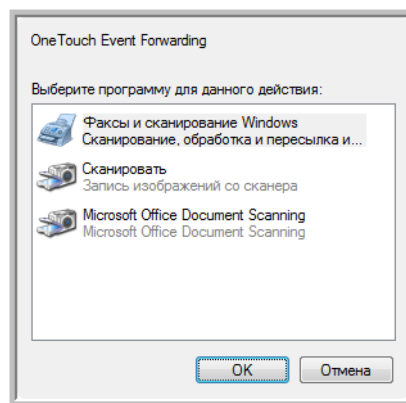 OneTouch Event Forwarding
Выберите программу для данного действия:
Факсы и сканирование Windows
Сканирование, обработка и пересылка и...
Сканировать
Запись изображений со сканера
Microsoft Office Document Scanning
Microsoft Office Document Scanning
OK Отмена